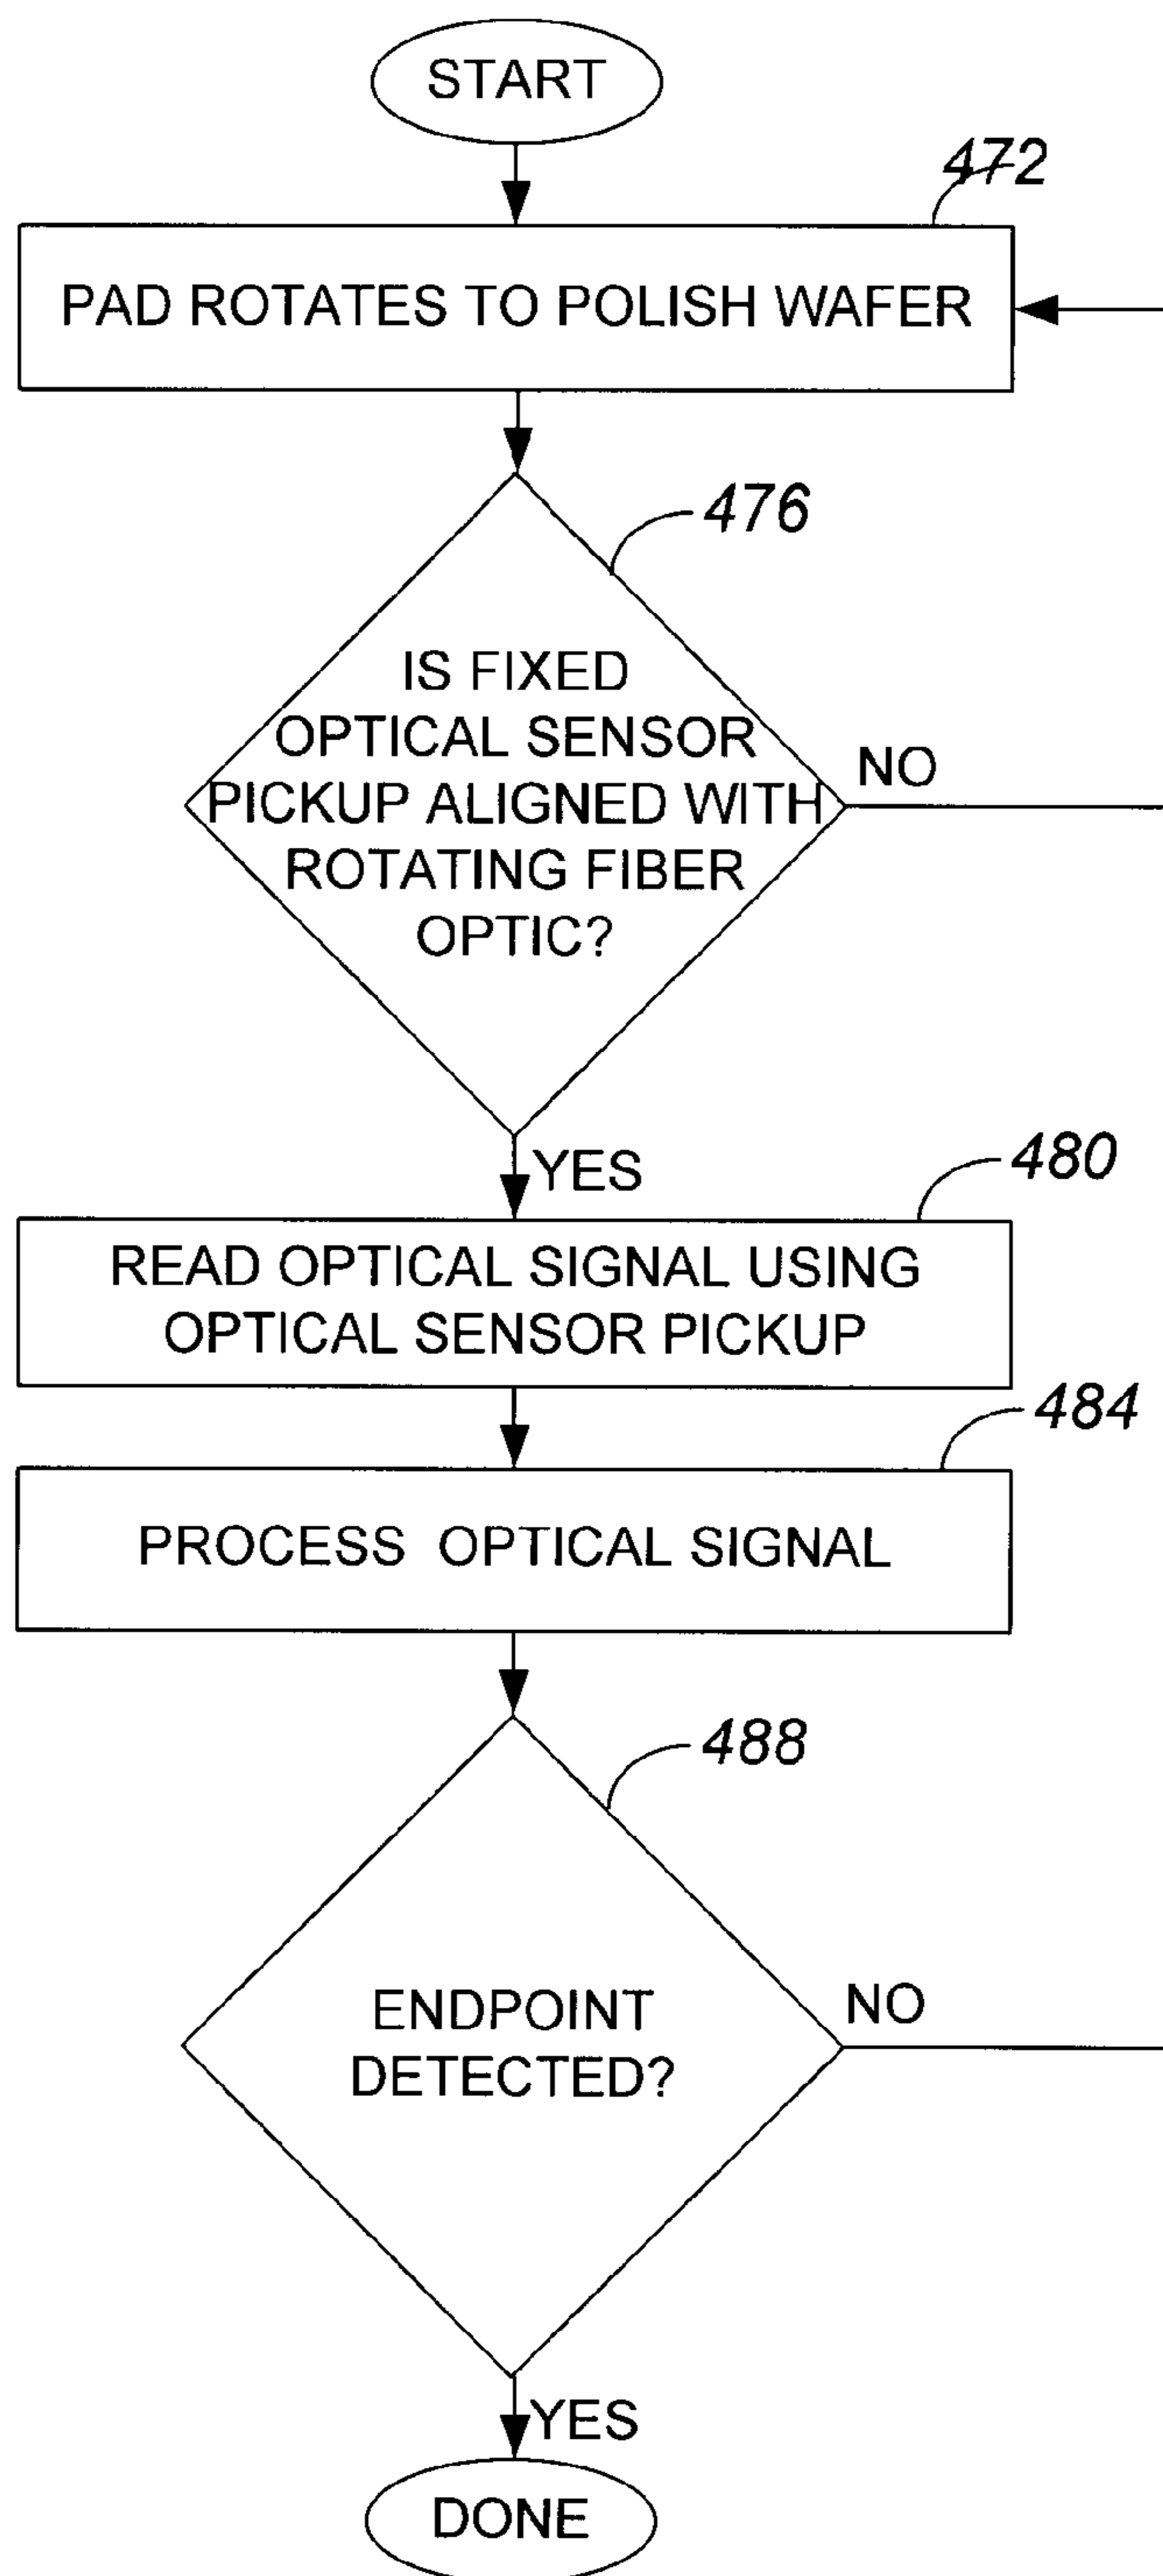 START
472
PAD ROTATES TO POLISH WAFER
476
IS FIXED
OPTICAL SENSOR
PICKUP ALIGNED WITH
ROTATING FIBER
OPTIC?
NO
YES
480
READ OPTICAL SIGNAL USING
OPTICAL SENSOR PICKUP
484
PROCESS OPTICAL SIGNAL
488
ENDPOINT
DETECTED?
NO
YES
DONE